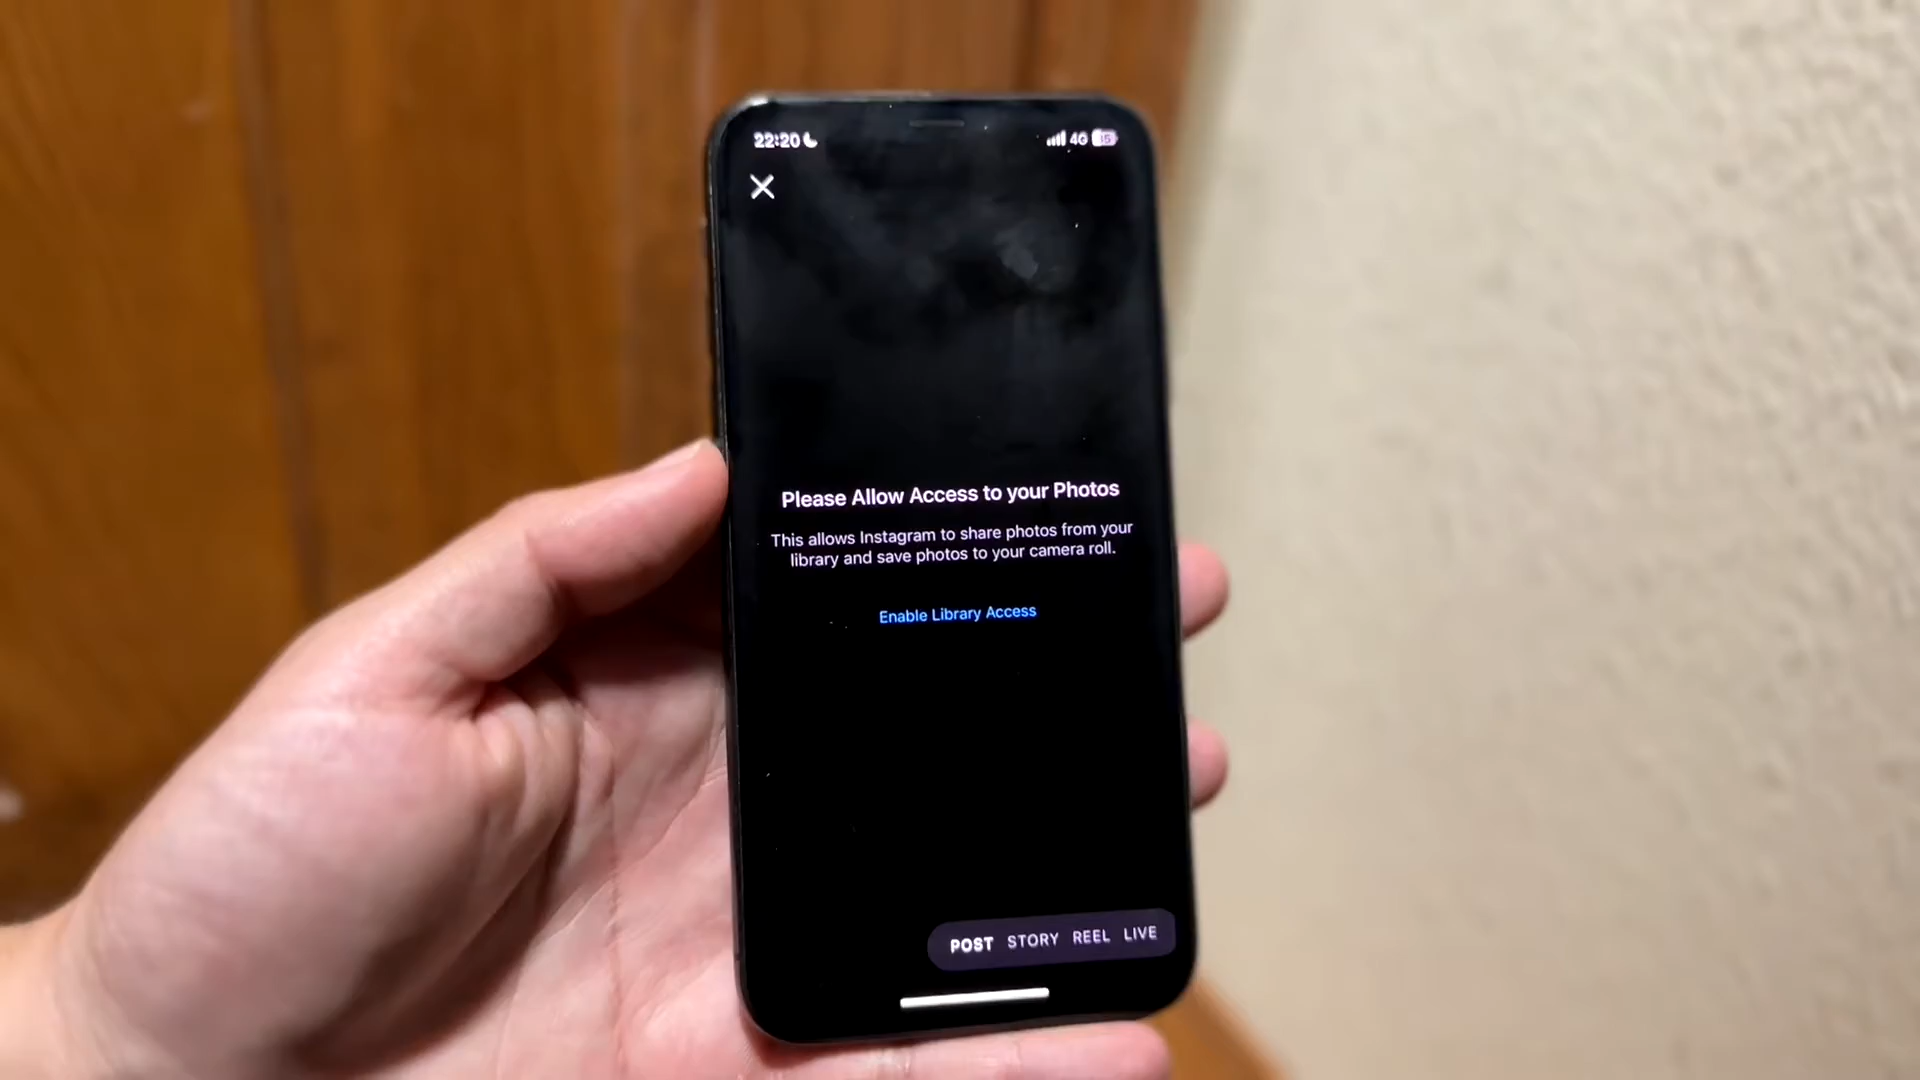 22:20
4G
Please Allow Access to your Photos
This allows Instagram to share photos from your
library and save photos to your camera roll.
Enable Library Access
POST STORY REEL LIVE